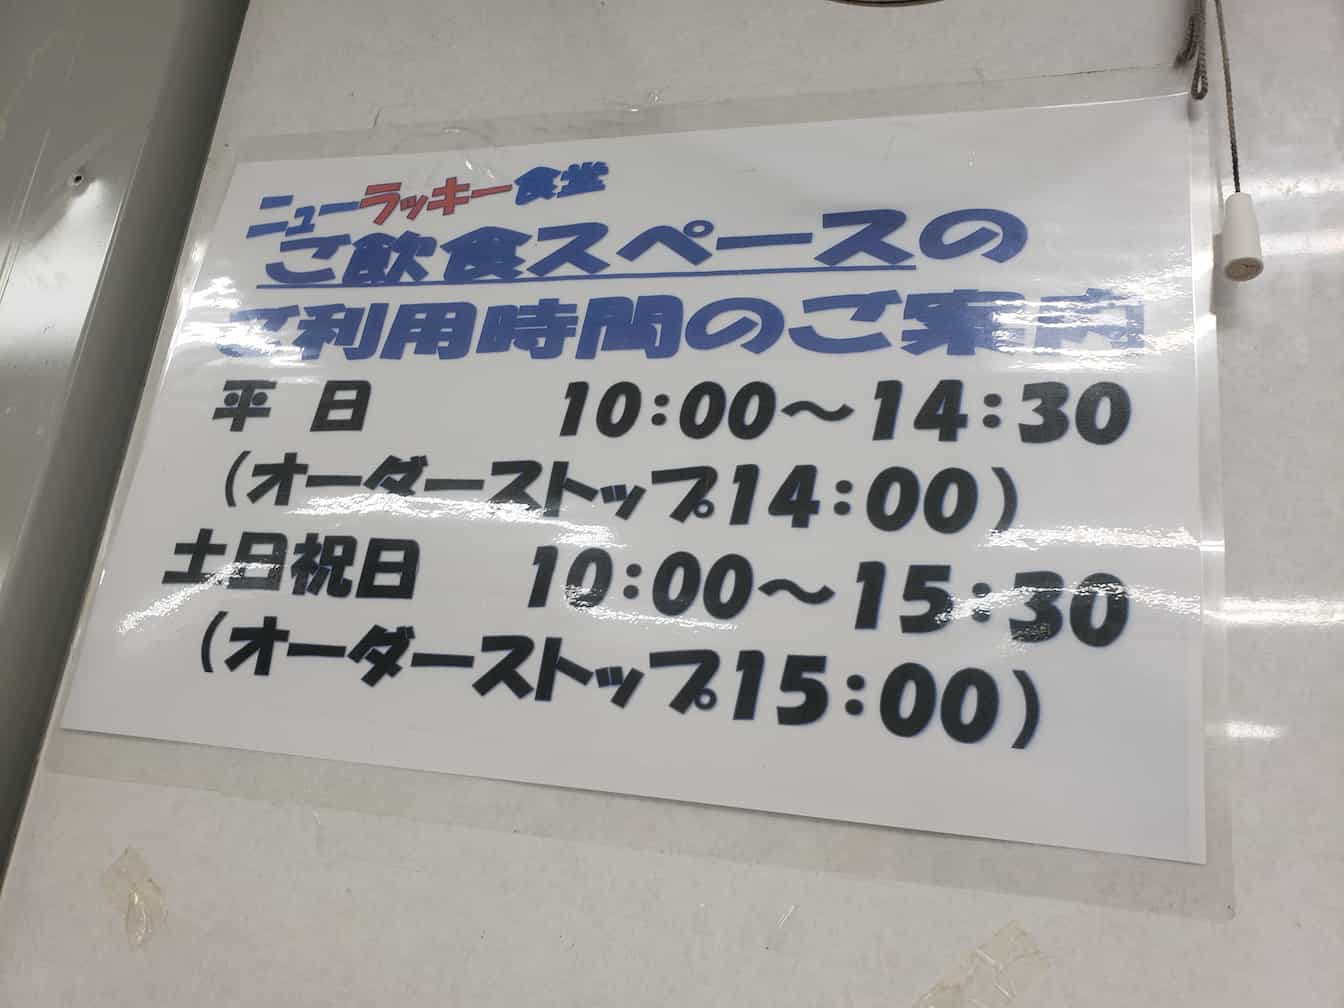 ニューラッキー食堂
ご飲食スペースの
ご利用時間のご案内
平日 10:00〜14:30
(オーダーストップ14:00)
土日祝日 10:00〜15:30
(オーダーストップ15:00)